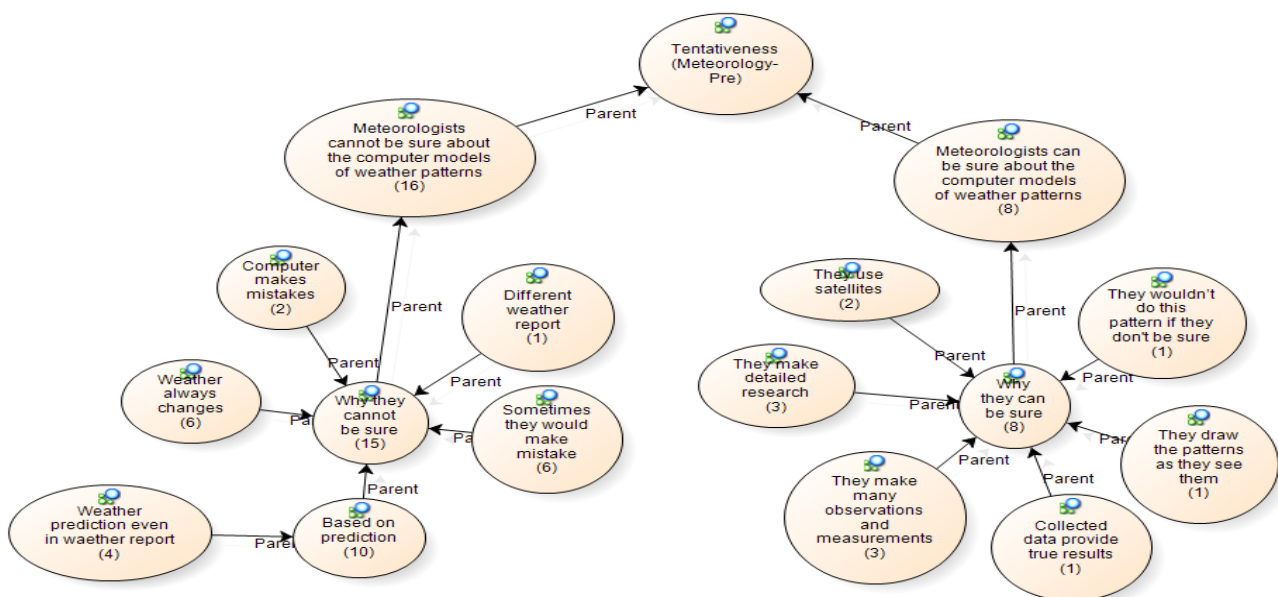 Tentativeness
(Meteorology-
Pre)
Parent
Parent
Meteorologists
cannot be sure about
the computer models
of weather patterns
(16)
Meteorologists can
be sure about the
computer models
of weather patterns
(8)
Computer
makes
mistakes
(2)
Parent
Different
weather
report
(1)
They use
satellites
(2)
Parent
They wouldn't
do this
pattern if they
don't be sure
(1)
Parent
Parent
Parent
Parent
They make
detailed
research
(3)
Parent
Weather
always
changes
(6)
Parent
Why they
cannot
be sure
(15)
Parent
Sometimes
they would
make
mistake
(6)
Why
they can
be sure
(8)
Parent
They draw
the patterns
as they see
them
(1)
Parent
Parent
Parent
Weather
prediction even
in waether report
(4)
Parent
Based on
prediction
(10)
They make
many
observations
and
measurements
(3)
Collected
data provide
true results
(1)